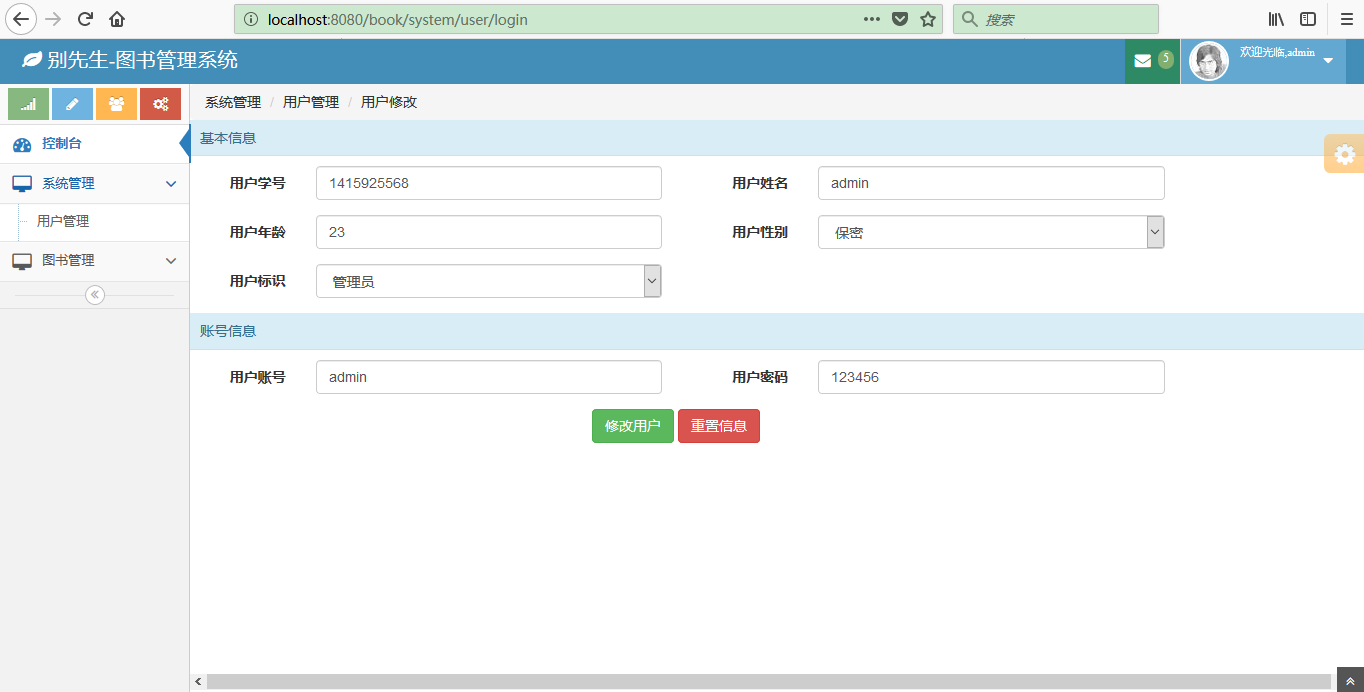 localhost:8080/book/system/user/login
搜索
别先生-图书管理系统
5
欢迎光临,admin
系统管理 / 用户管理 / 用户修改
控制台
系统管理
用户管理
图书管理
基本信息
用户学号 1415925568 用户姓名 admin
用户年龄 23 用户性别 保密
用户标识 管理员
账号信息
用户账号 admin 用户密码 123456
修改用户 重置信息